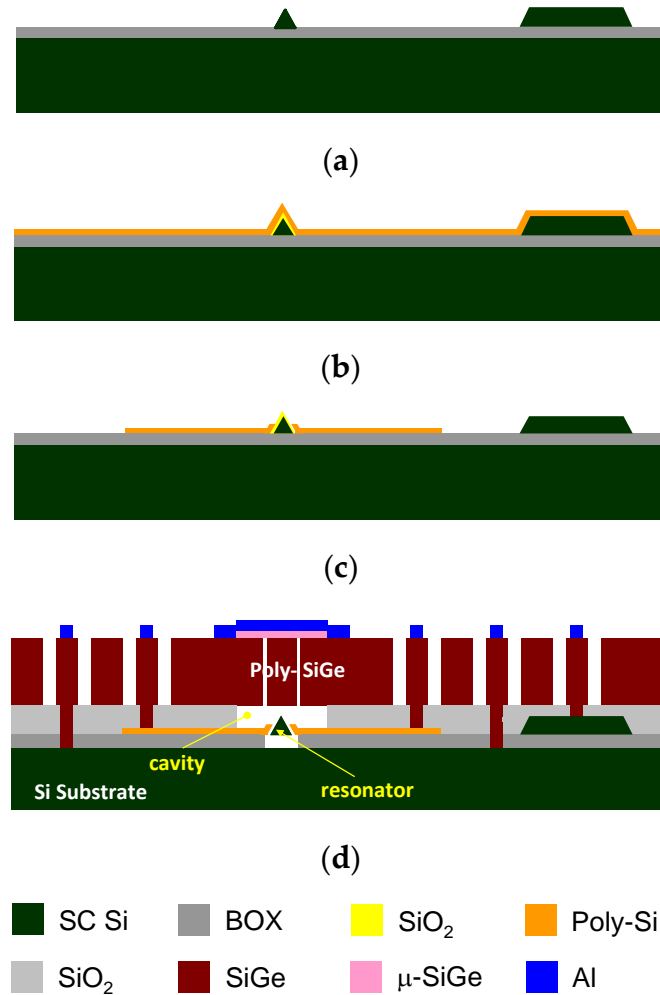 (a)
(b)
(c)
Poly- SiGe
cavity
resonator
Si Substrate
(d)
SC Si BOX SiO₂ Poly-Si
SiO₂ SiGe μ-SiGe Al